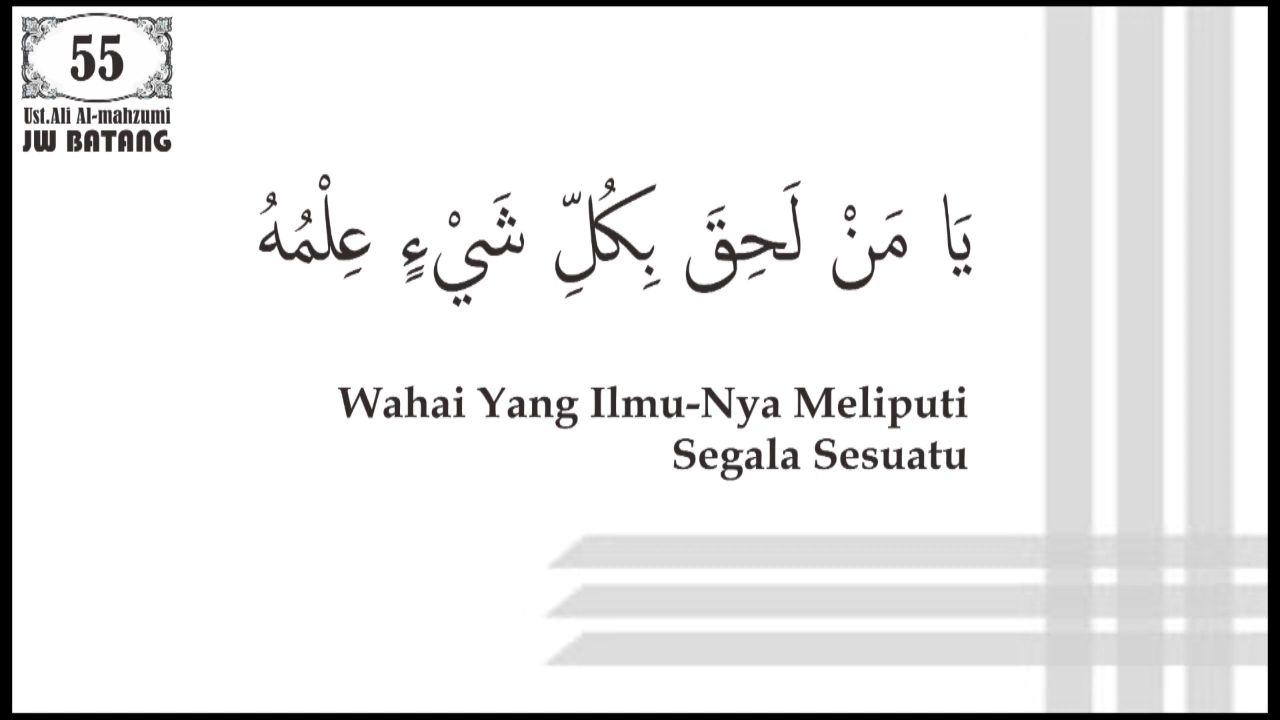 55
Ust.Ali Al-mahzumi
JW BATANG
يَا مَنْ لَحِقَ بِكُلِّ شَيْءٍ عِلْمُهُ
Wahai Yang Ilmu-Nya Meliputi
Segala Sesuatu